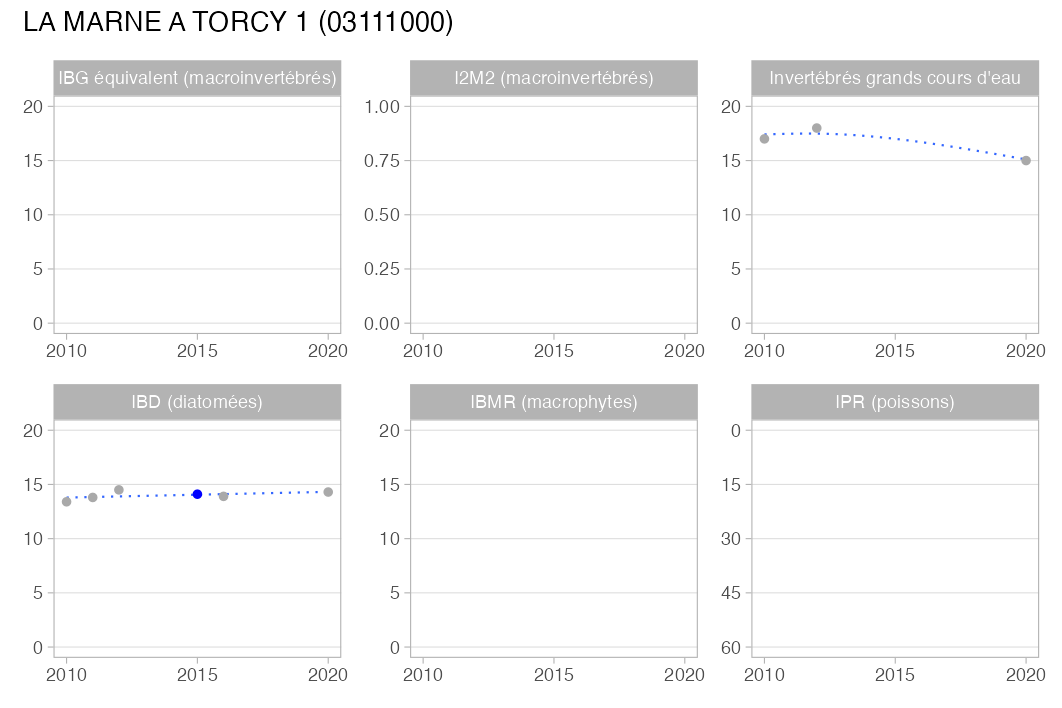 LA MARNE A TORCY 1 (03111000)
IBG équivalent (macroinvertébrés)
20
15
10
5
0
2010 2015 2020
I2M2 (macroinvertébrés)
1.00
0.75
0.50
0.25
0.00
2010 2015 2020
Invertébrés grands cours d'eau
20
15
10
5
0
2010 2015 2020
IBD (diatomées)
20
15
10
5
0
2010 2015 2020
IBMR (macrophytes)
20
15
10
5
0
2010 2015 2020
IPR (poissons)
0
15
30
45
60
2010 2015 2020